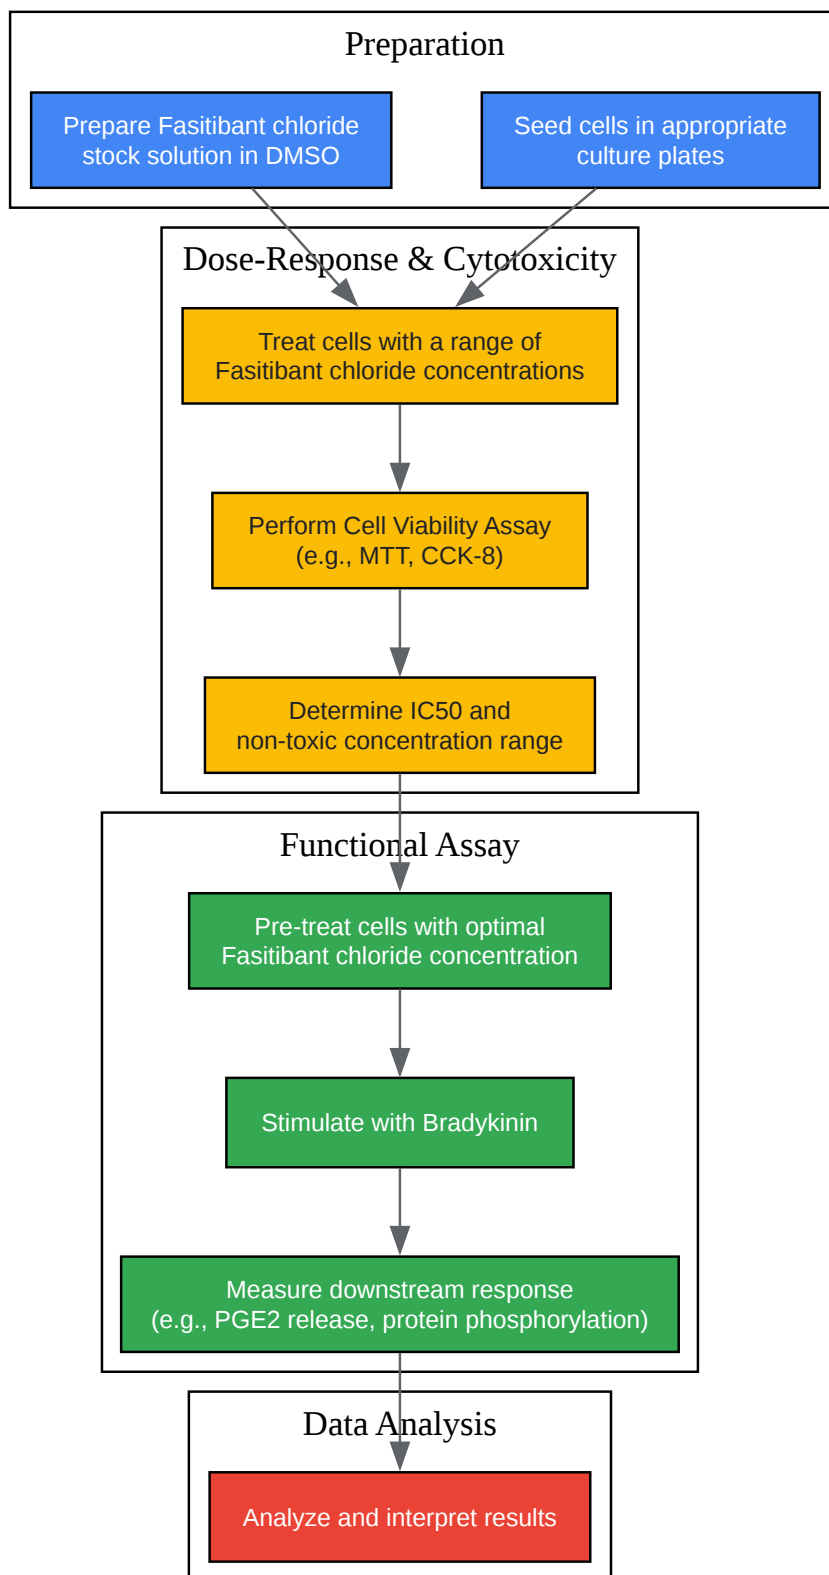 Preparation
Prepare Fasitibant chloride
stock solution in DMSO
Seed cells in appropriate
culture plates
Dose-Response & Cytotoxicity
Treat cells with a range of
Fasitibant chloride concentrations
Perform Cell Viability Assay
(e.g., MTT, CCK-8)
Determine IC50 and
non-toxic concentration range
Functional Assay
Pre-treat cells with optimal
Fasitibant chloride concentration
Stimulate with Bradykinin
Measure downstream response
(e.g., PGE2 release, protein phosphorylation)
Data Analysis
Analyze and interpret results